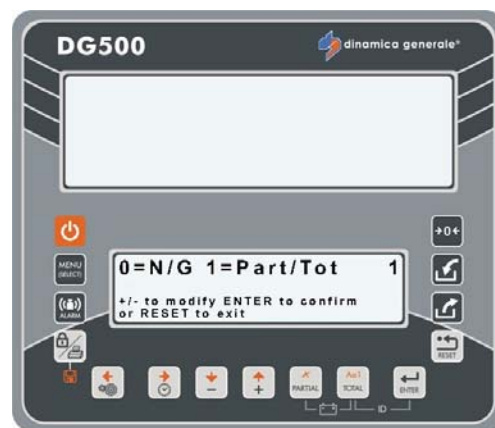 DG500
dinamica generale®
→0←
MENU
(SELECT)
0=N/G 1=Part/Tot 1
+/- to modify ENTER to confirm
or RESET to exit
ALARM
RESET
- + PARTIAL TOTAL ENTER
ID